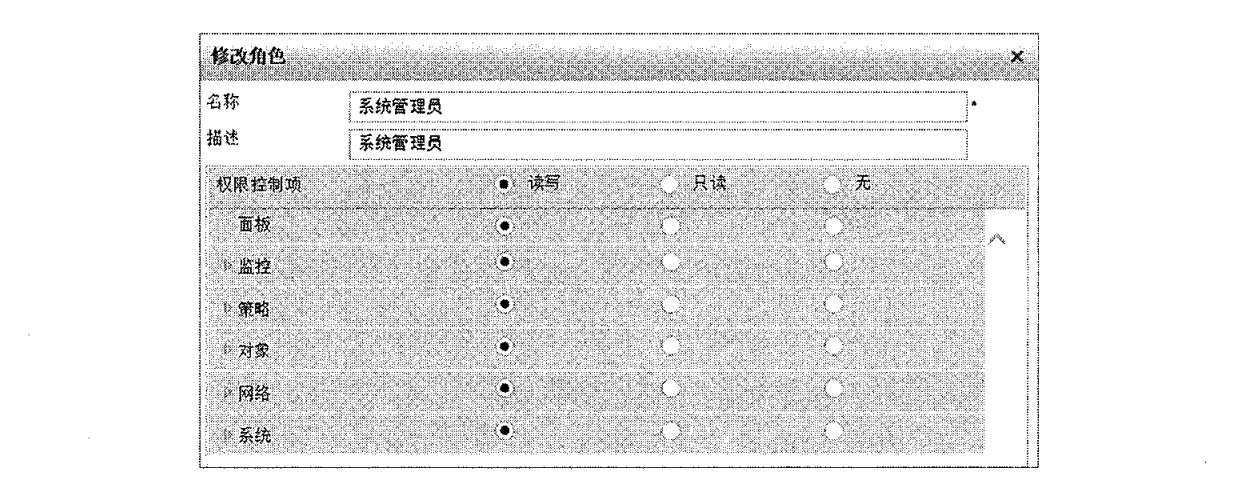 修改角色 ×
名称 系统管理员 *
描述 系统管理员
权限控制项 读写 只读 无
面板
监控
策略
对象
网络
系统